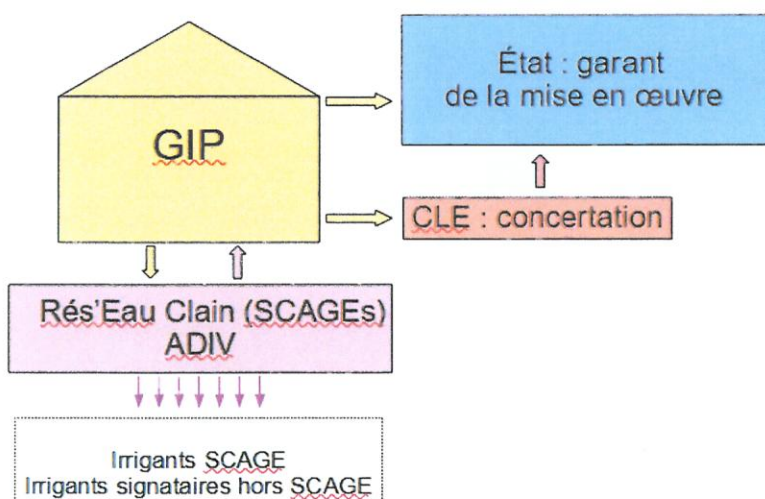 GIP
État : garant
de la mise en œuvre
CLE : concertation
Rés'Eau Clain (SCAGEs)
ADIV
Irrigants SCAGE
Irrigants signataires hors SCAGE